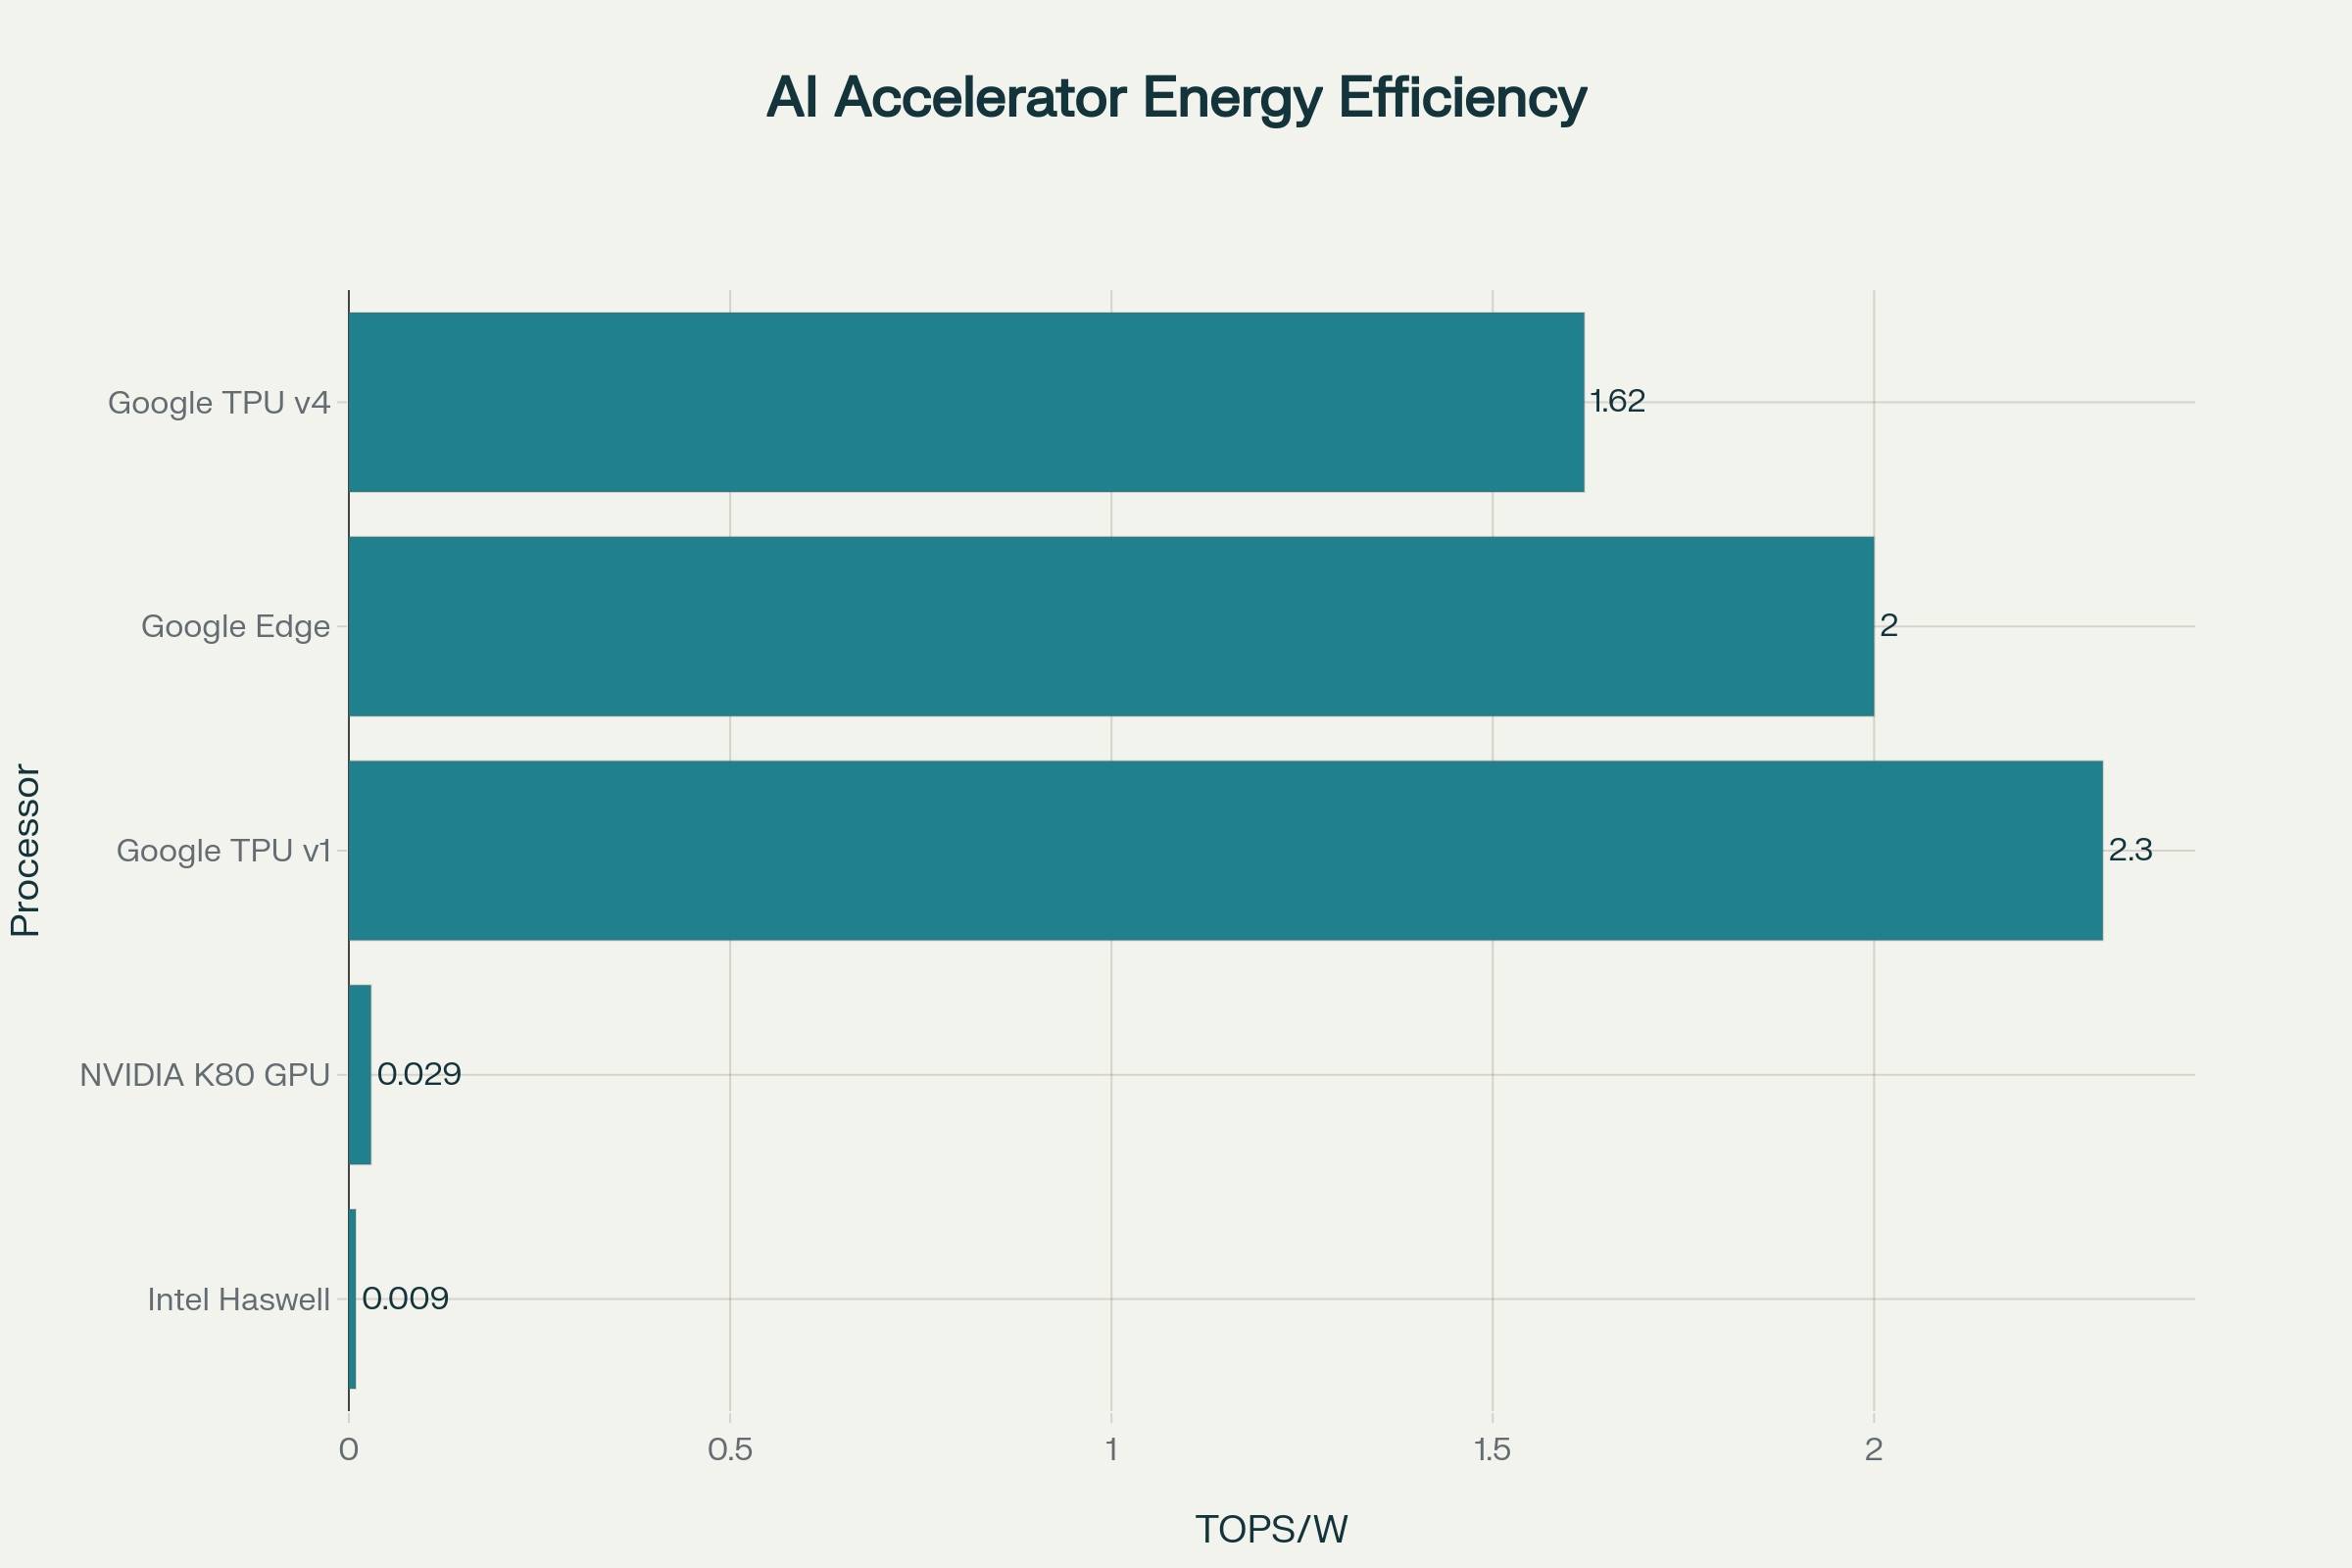 AI Accelerator Energy Efficiency
Google TPU v4
1.62
Google Edge
2
Google TPU v1
2.3
NVIDIA K80 GPU
0.029
Intel Haswell
0.009
Processor
0
0.5
1
1.5
2
TOPS/W